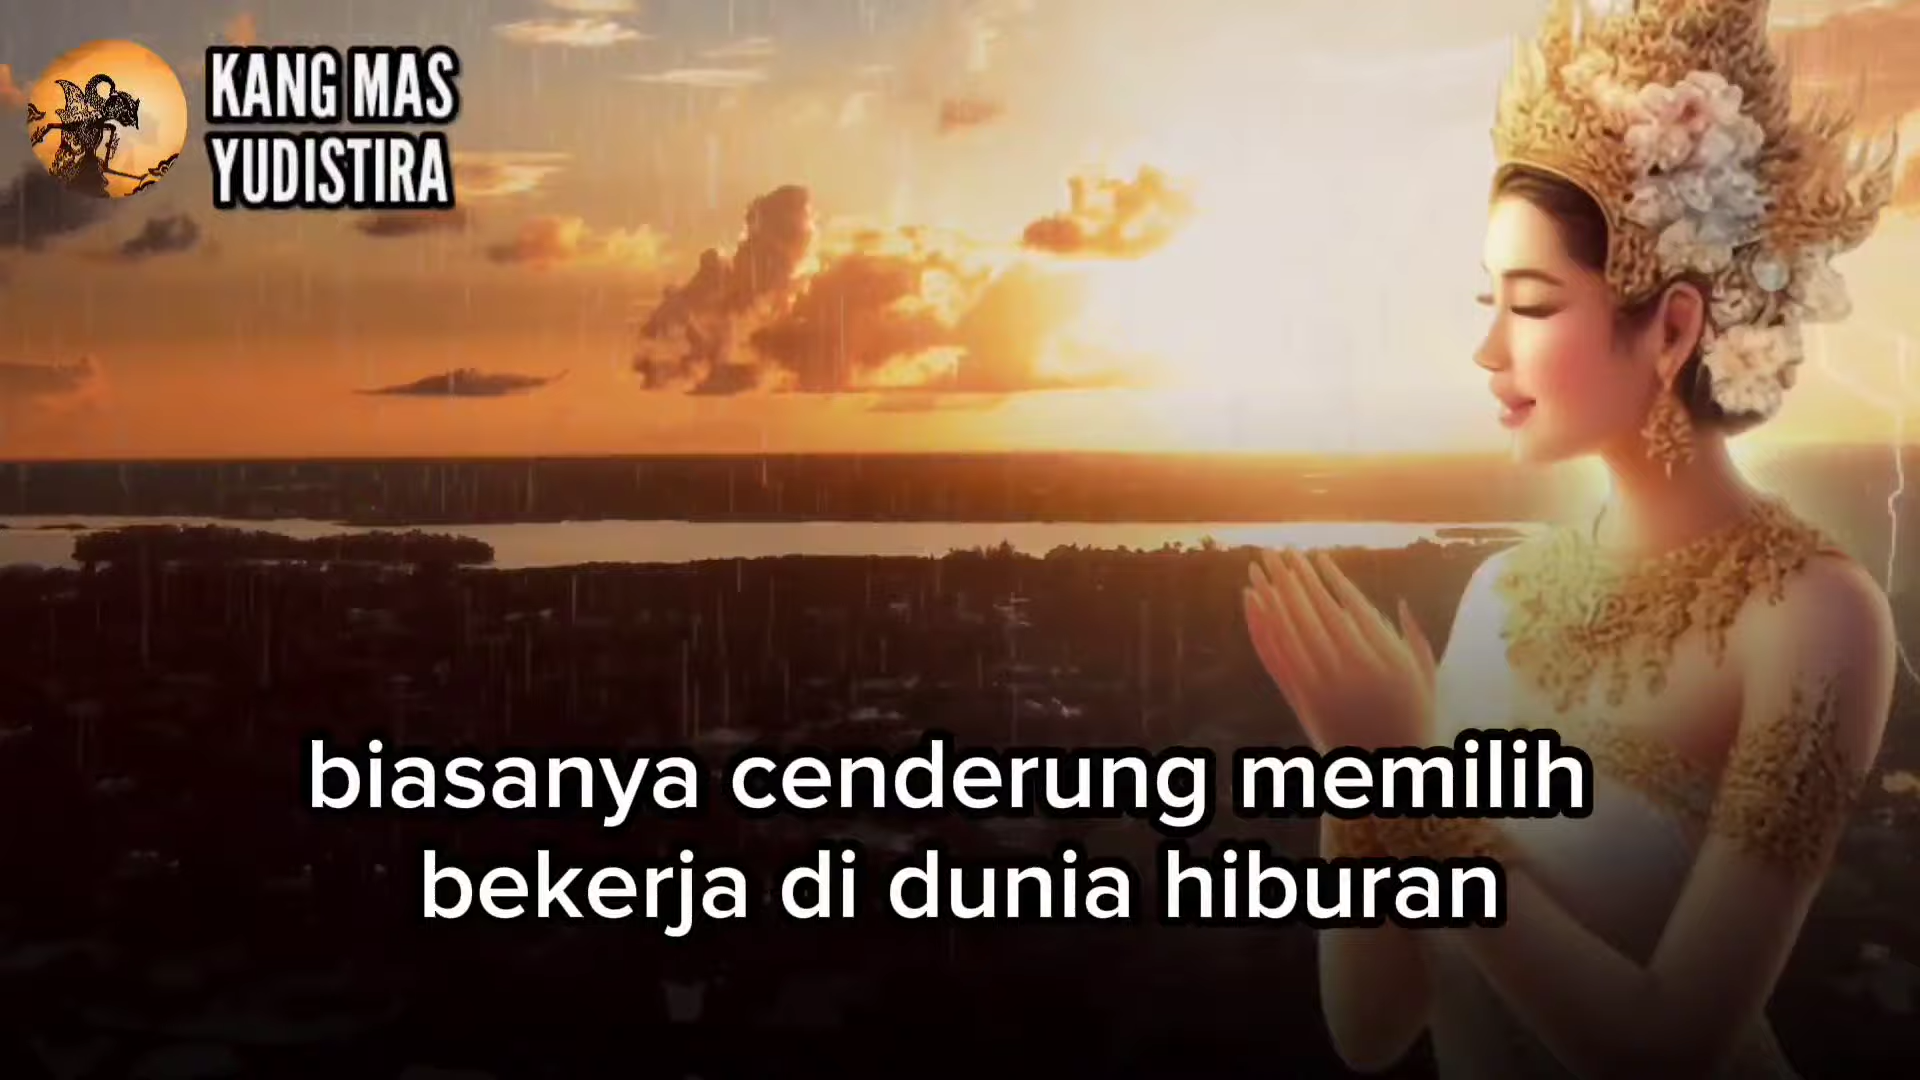 KANG MAS
YUDISTIRA
biasanya cenderung memilih
bekerja di dunia hiburan